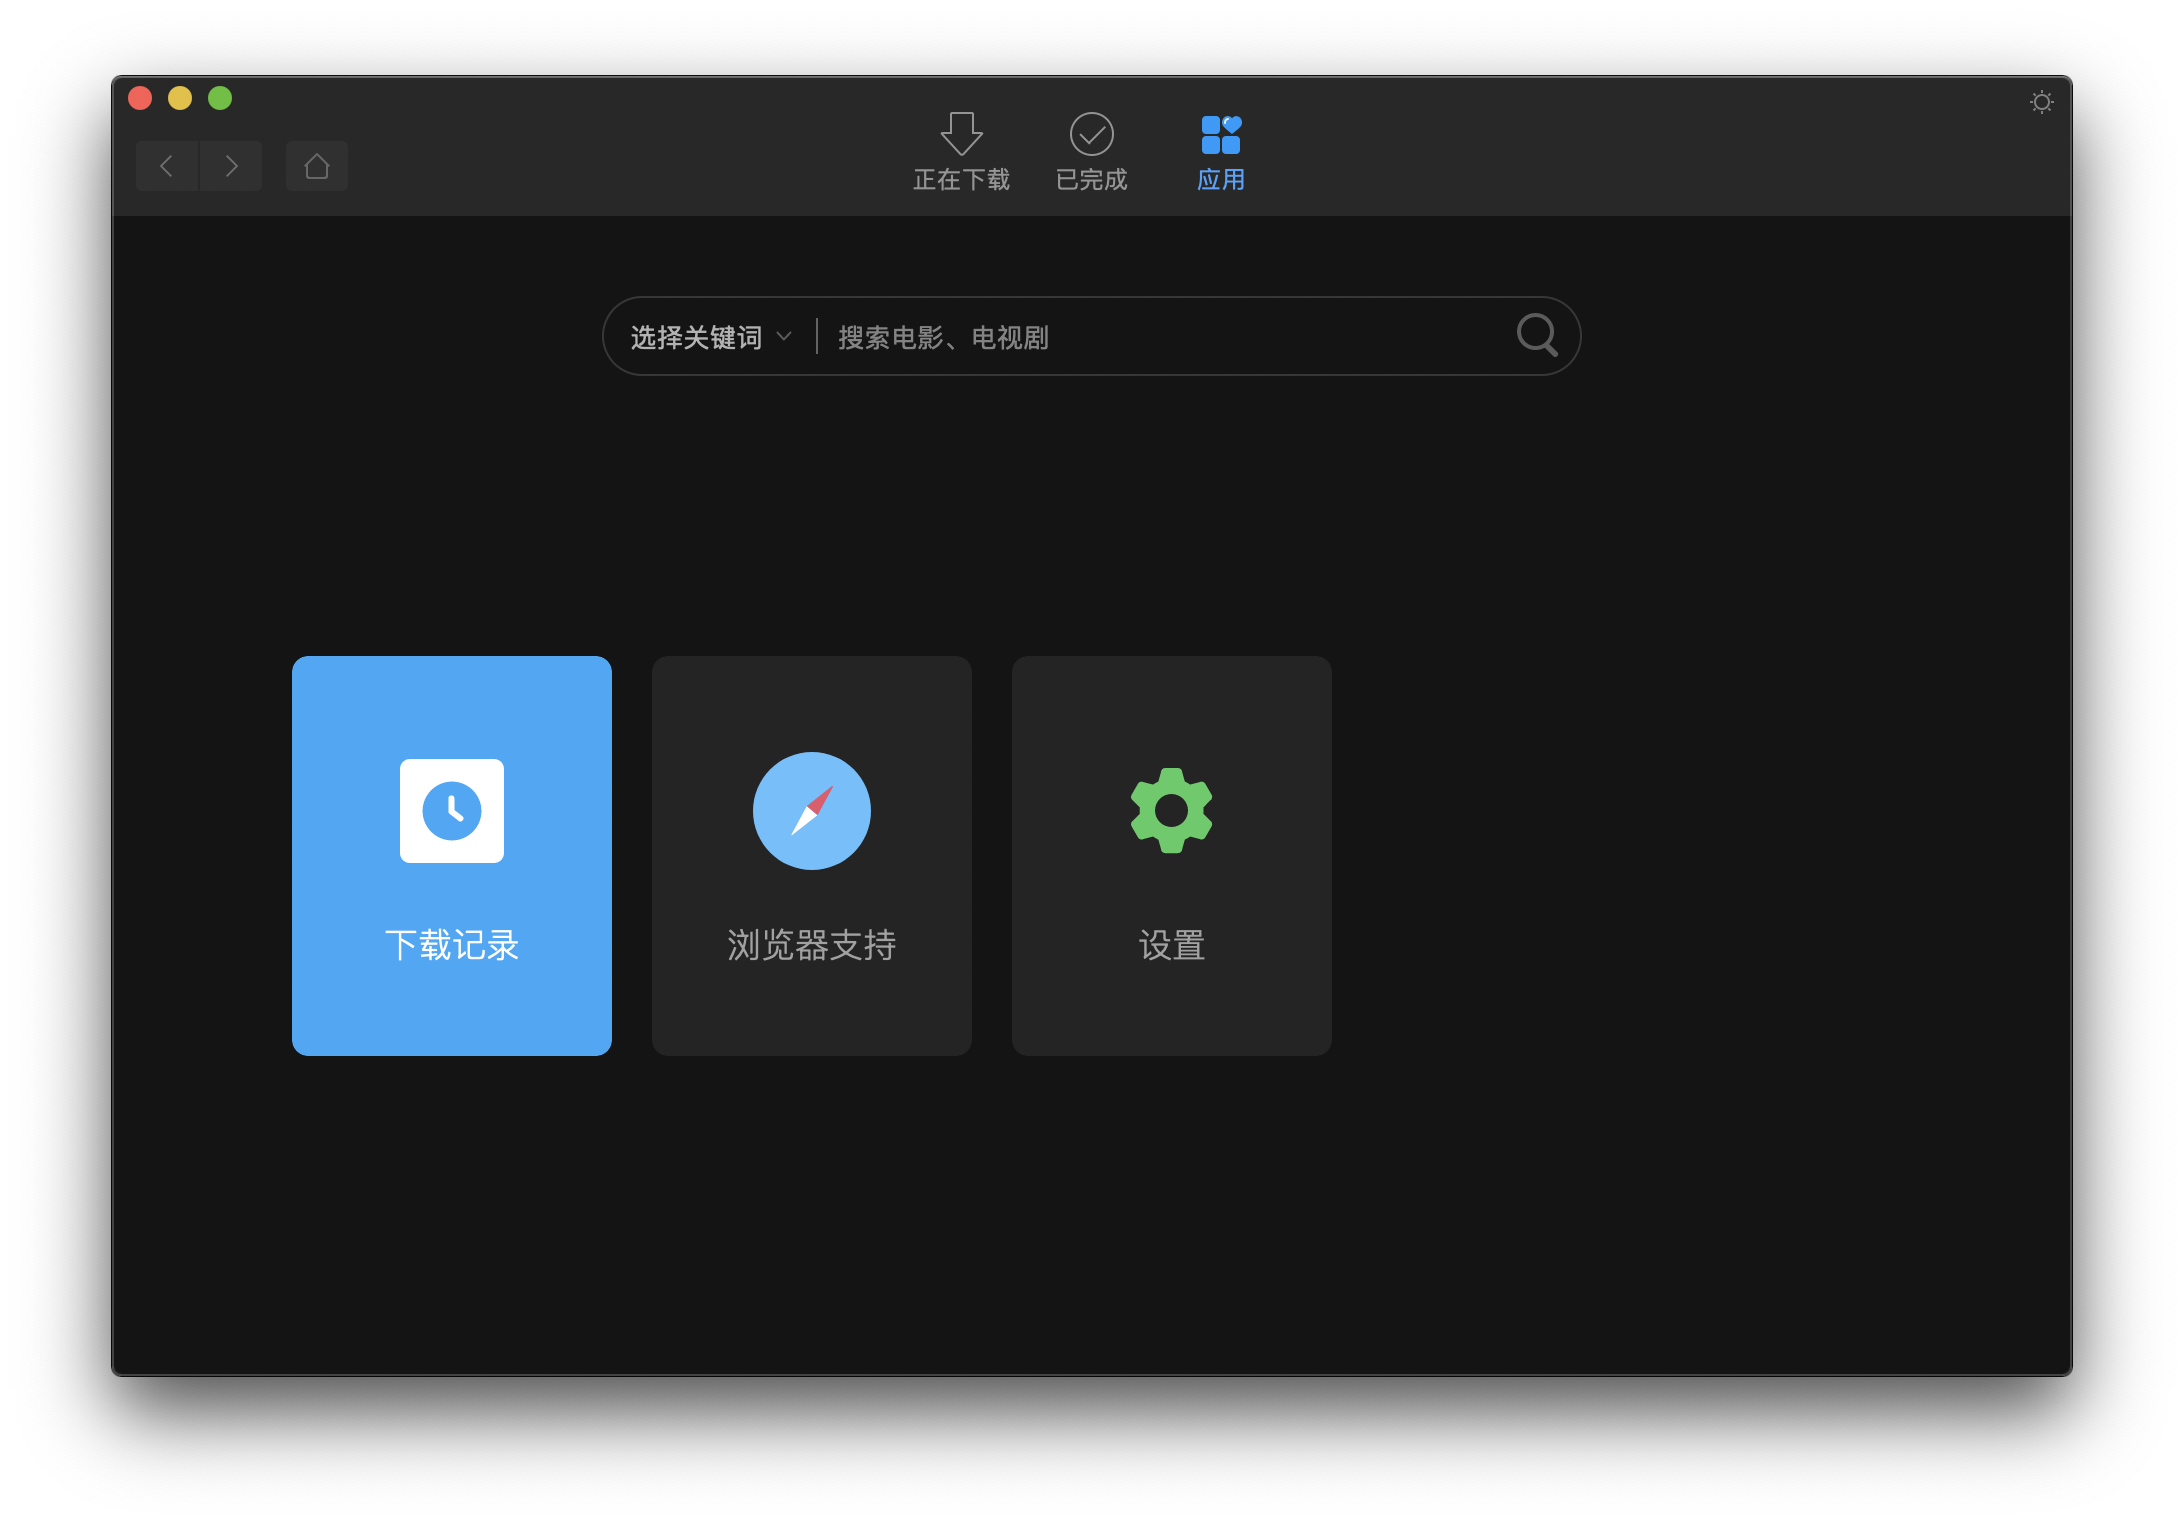 正在下载
已完成
应用
选择关键词
搜索电影、电视剧
下载记录
浏览器支持
设置